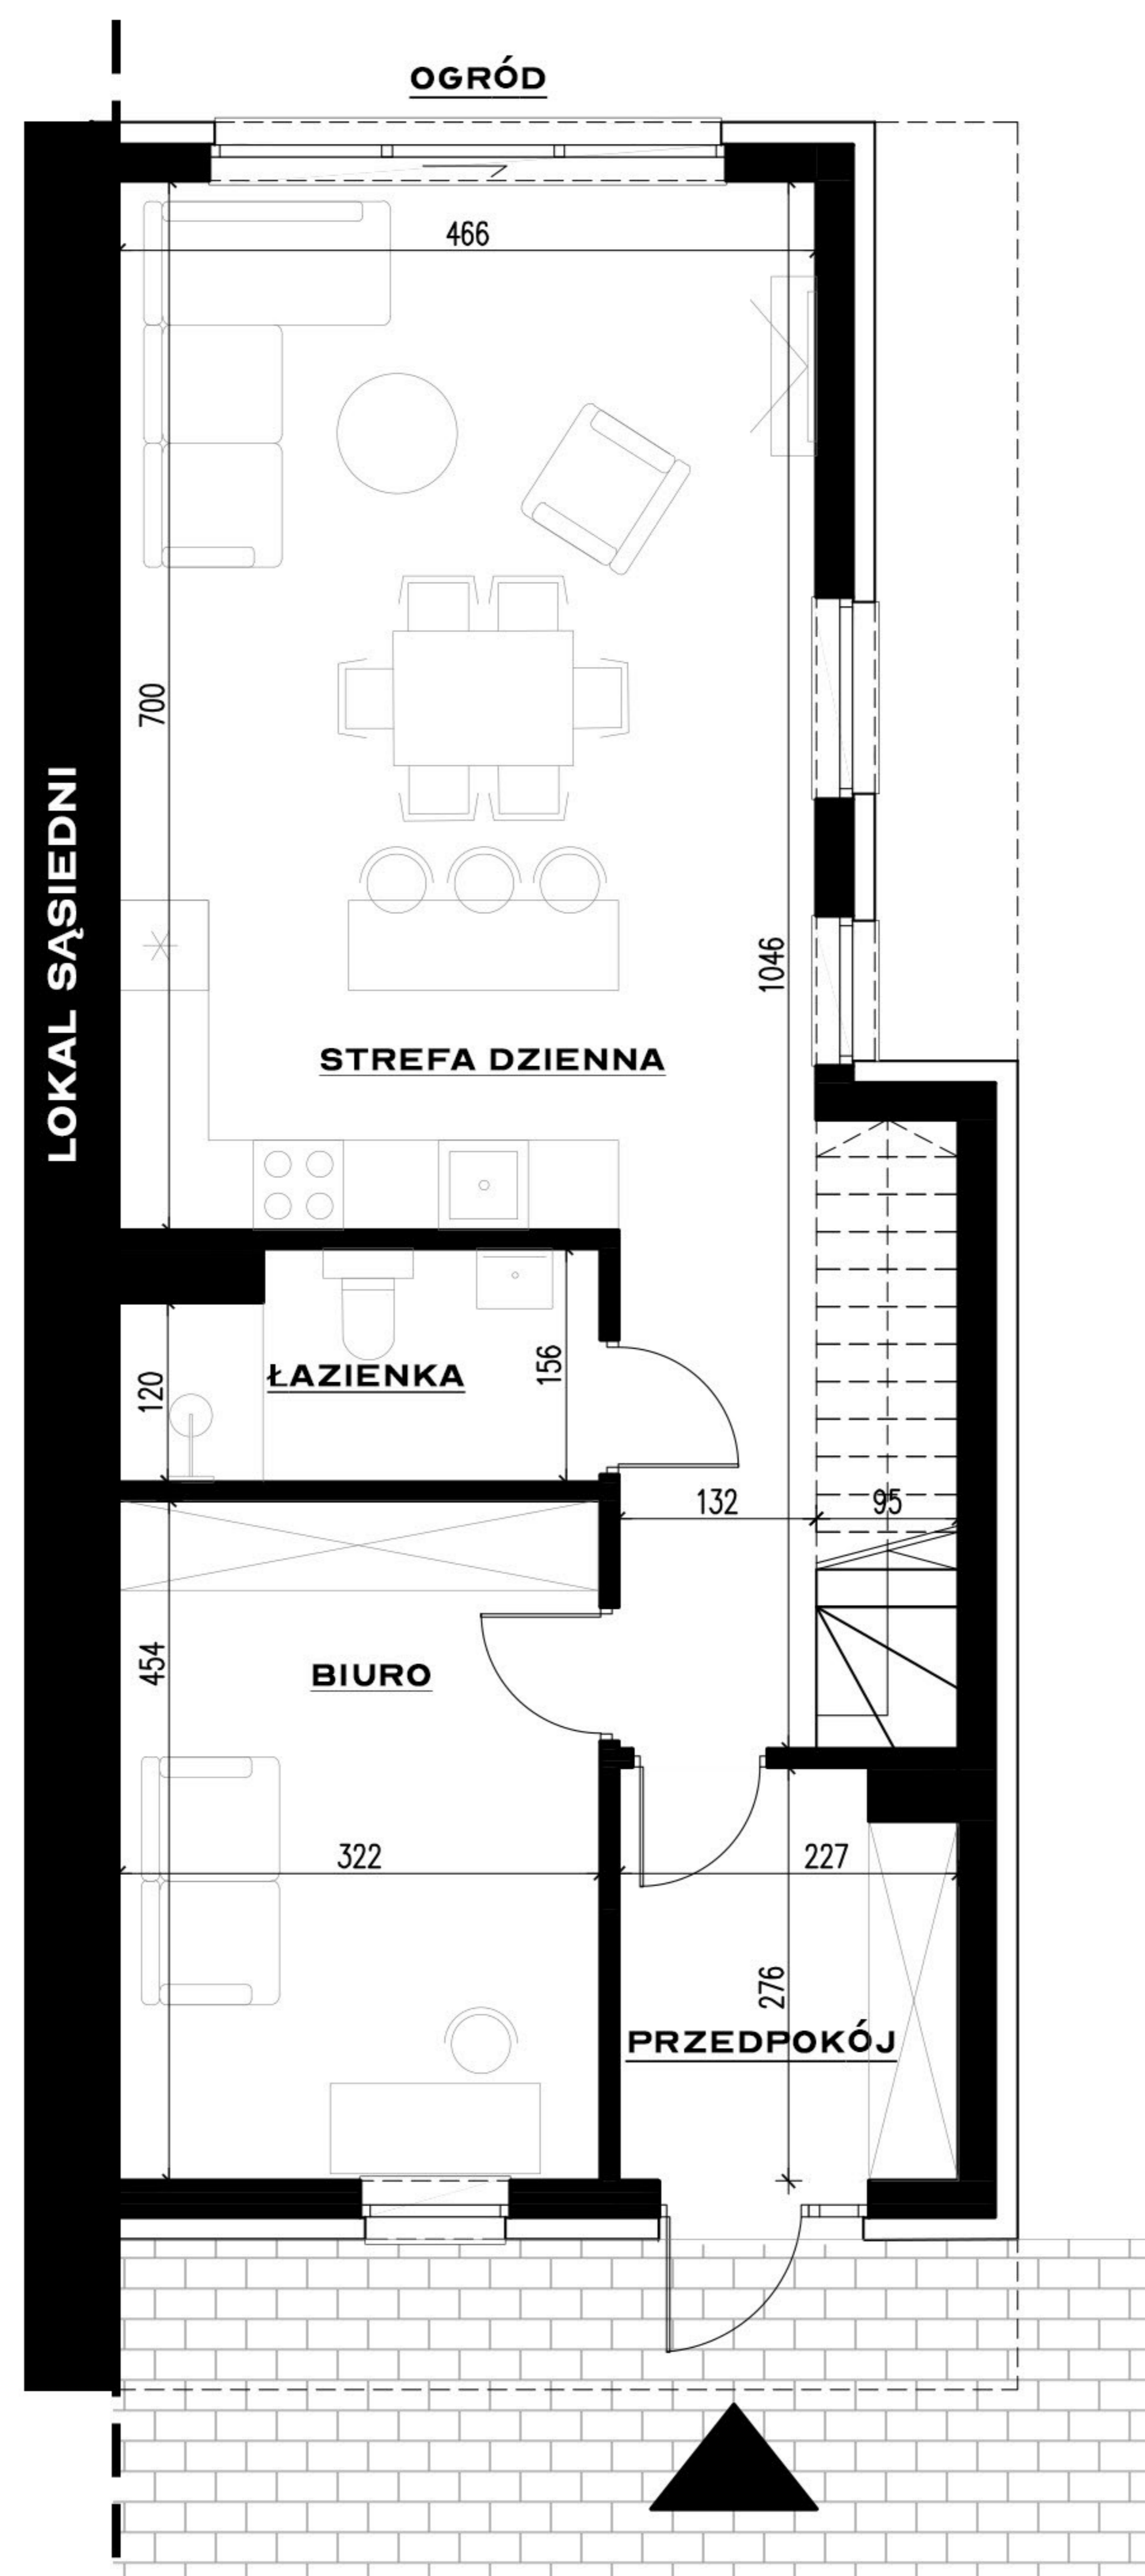 OGRÓD
466
700
LOKAL SĄSIEDNI
1046
STREFA DZIENNA
120
ŁAZIENKA
156
132
95
454
BIURO
322
227
276
PRZEDPOKÓJ